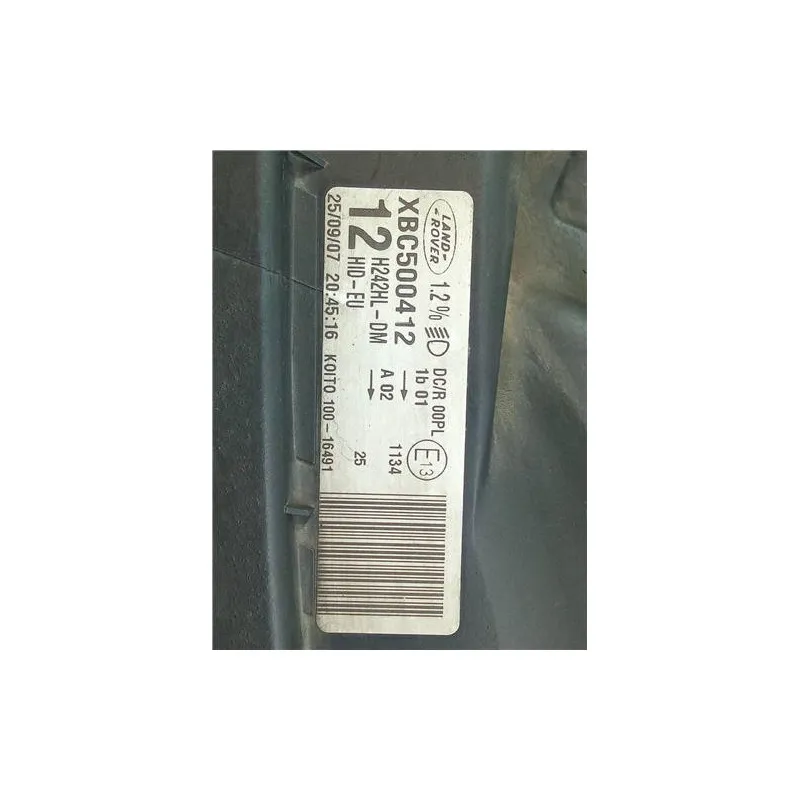 LAND-
-ROVER
1.2%
DC/R 00PL
E13
XBC500412
1b 01
1134
12
H242HL-DM
A 02
HID-EU
25
25/09/07 20:45:16 KOITO 100-16491